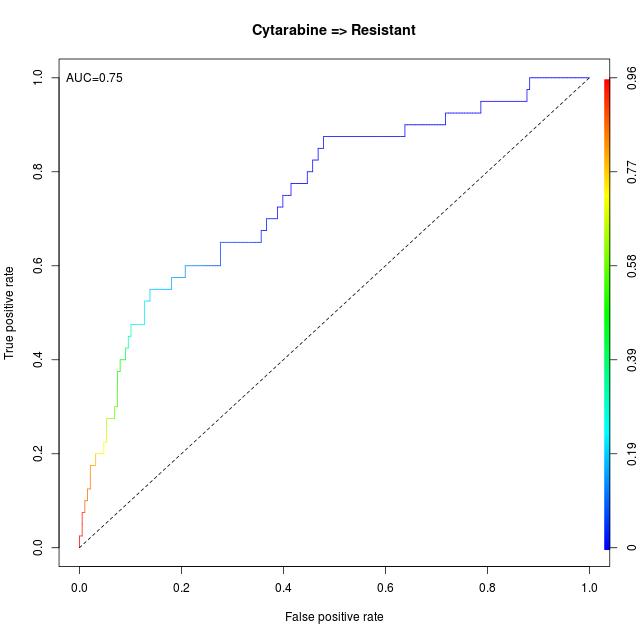 Cytarabine => Resistant
AUC=0.75
True positive rate
1.0
0.8
0.6
0.4
0.2
0.0
0.0 0.2 0.4 0.6 0.8 1.0
False positive rate
0.96
0.77
0.58
0.39
0.19
0